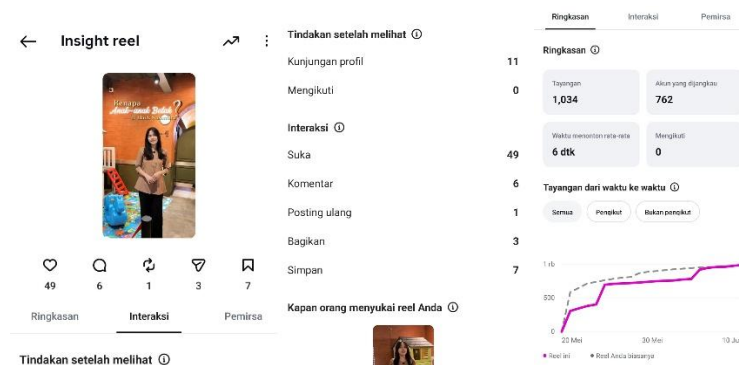 Insight reel
Kenapa
Anak-anak Betah
?
49
6
1
3
7
Ringkasan
Interaksi
Pemirsa
Tindakan setelah melihat
Tindakan setelah melihat
Kunjungan profil
11
Mengikuti
0
Interaksi
Suka
49
Komentar
6
Posting ulang
1
Bagikan
3
Simpan
7
Kapan orang menyukai reel Anda
Ringkasan
Interaksi
Pemirsa
Ringkasan
Tayangan
1,034
Akun yang dijangkau
762
Waktu menonton rata-rata
6 dtk
Mengikuti
0
Tayangan dari waktu ke waktu
Semua
Pengikut
Bukan pengikut
1 rb
500
0
20 Mei
30 Mei
10 Ju
Reel ini
Reel Anda biasanya